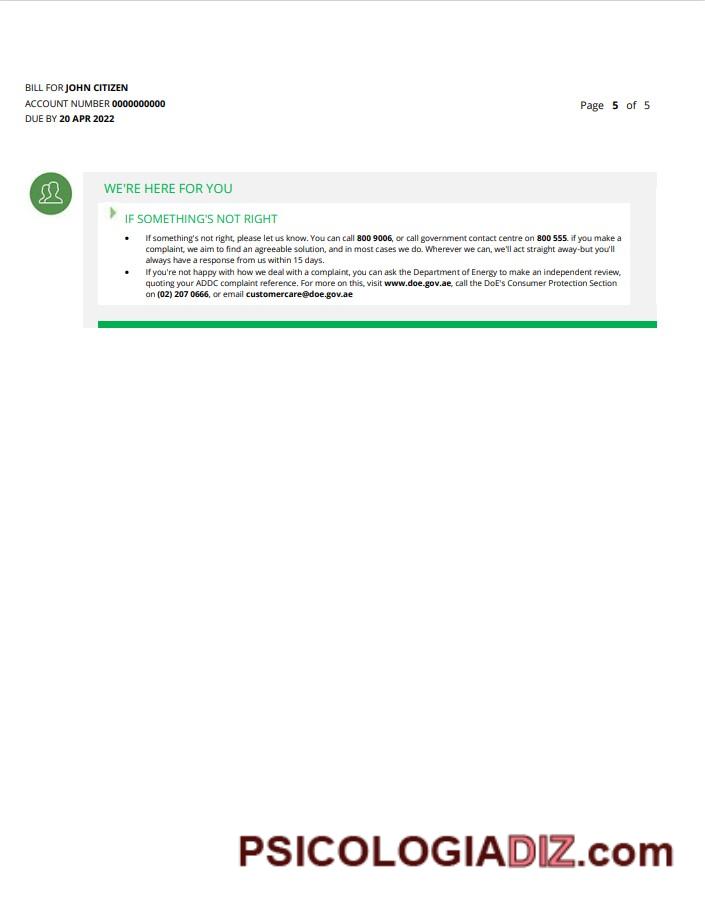 BILL FOR JOHN CITIZEN
ACCOUNT NUMBER 0000000000
DUE BY 20 APR 2022
Page 5 of 5
WE'RE HERE FOR YOU
IF SOMETHING'S NOT RIGHT
• If something's not right, please let us know. You can call 800 9006, or call government contact centre on 800 555. if you make a
complaint, we aim to find an agreeable solution, and in most cases we do. Wherever we can, we'll act straight away-but you'll
always have a response from us within 15 days.
• If you're not happy with how we deal with a complaint, you can ask the Department of Energy to make an independent review,
quoting your ADDC complaint reference. For more on this, visit www.doe.gov.ae, call the DoE's Consumer Protection Section
on (02) 207 0666, or email customercare@doe.gov.ae
PSICOLOGIADIZ.com